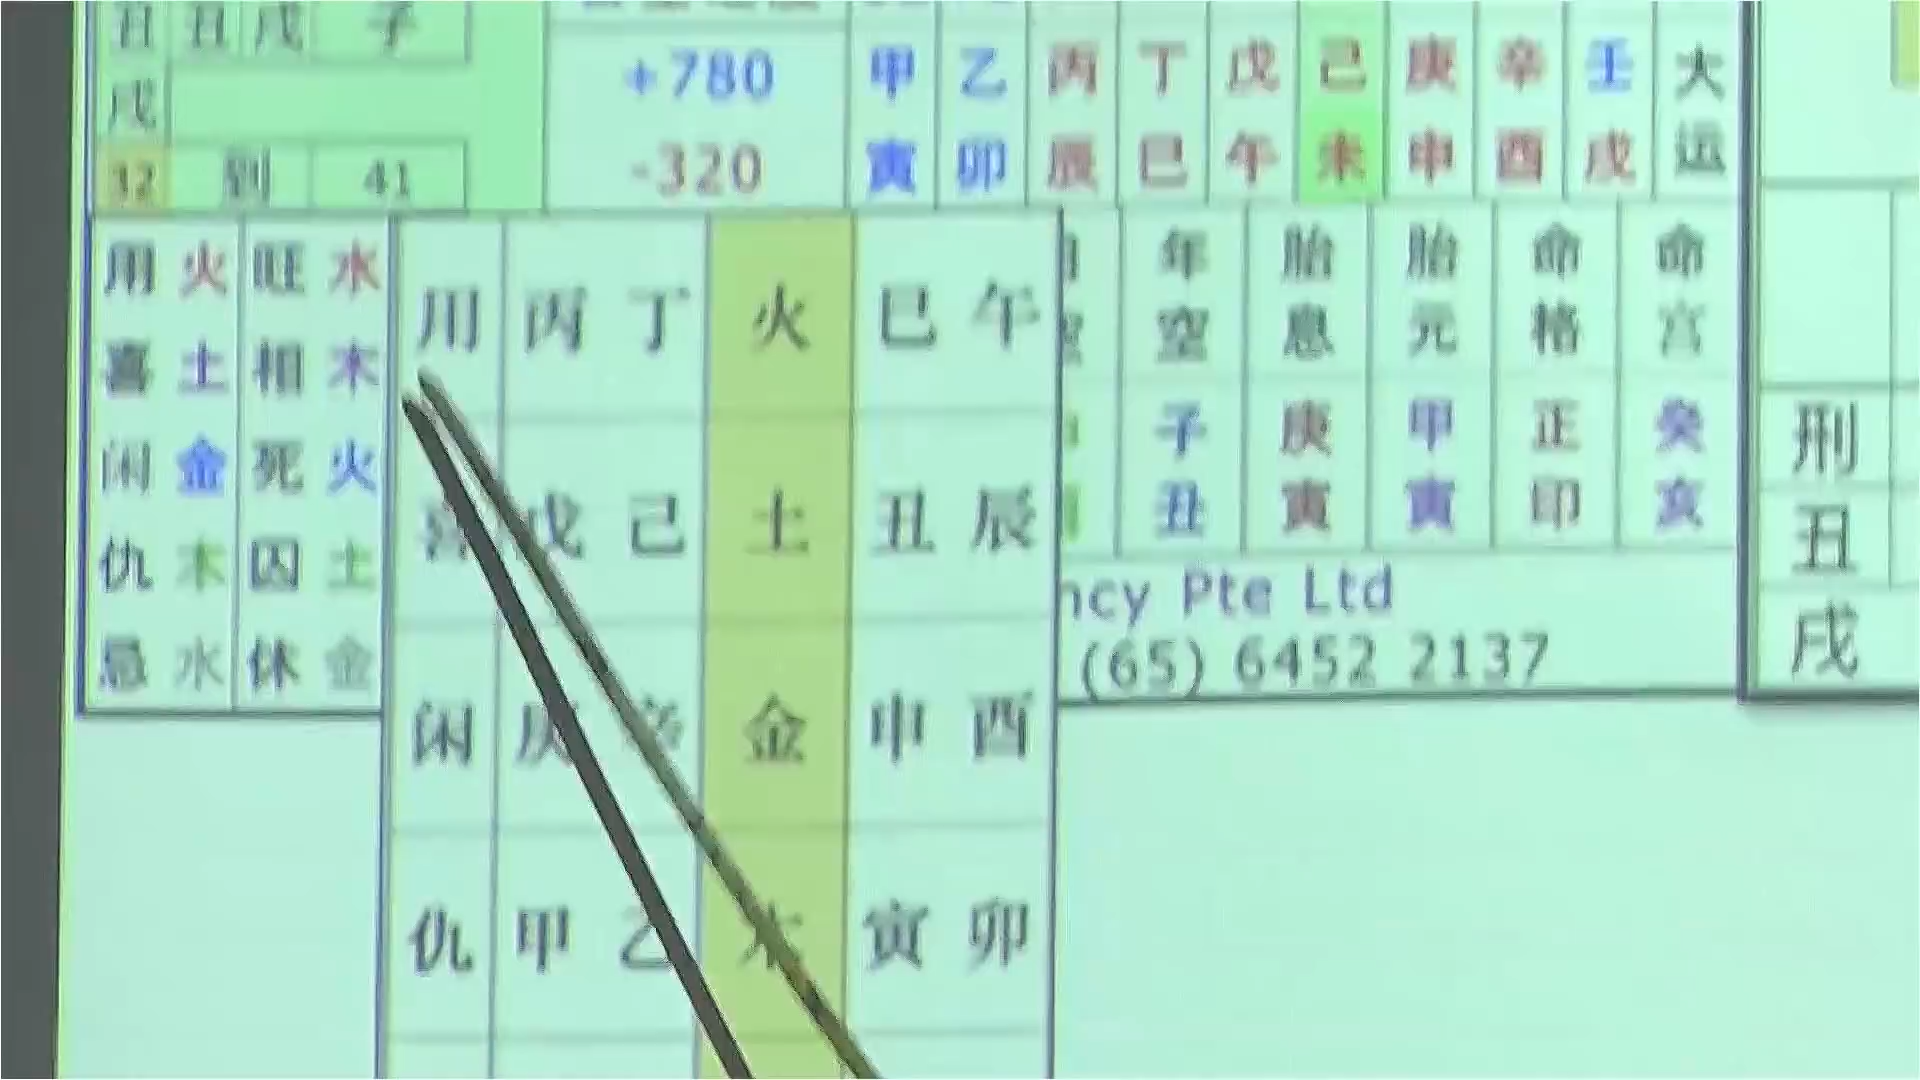 丑 丑 戊 子
戌
32 到 41
+780
-320
甲 乙 丙 丁 戊 己 庚 辛 壬 大
寅 卯 辰 巳 午 未 申 酉 戌 运
用 火 旺 水
喜 土 相 木
闲 金 死 火
仇 木 囚 土
忌 水 休 金
用 丙 丁 火 巳 午
喜 戊 己 土 丑 辰
闲 庚 辛 金 申 酉
仇 甲 乙 木 寅 卯
年 胎 胎 命 命
空 息 元 格 宫
子 庚 甲 正 癸
丑 寅 寅 印 亥
ncy Pte Ltd
(65) 6452 2137
刑
丑
戌